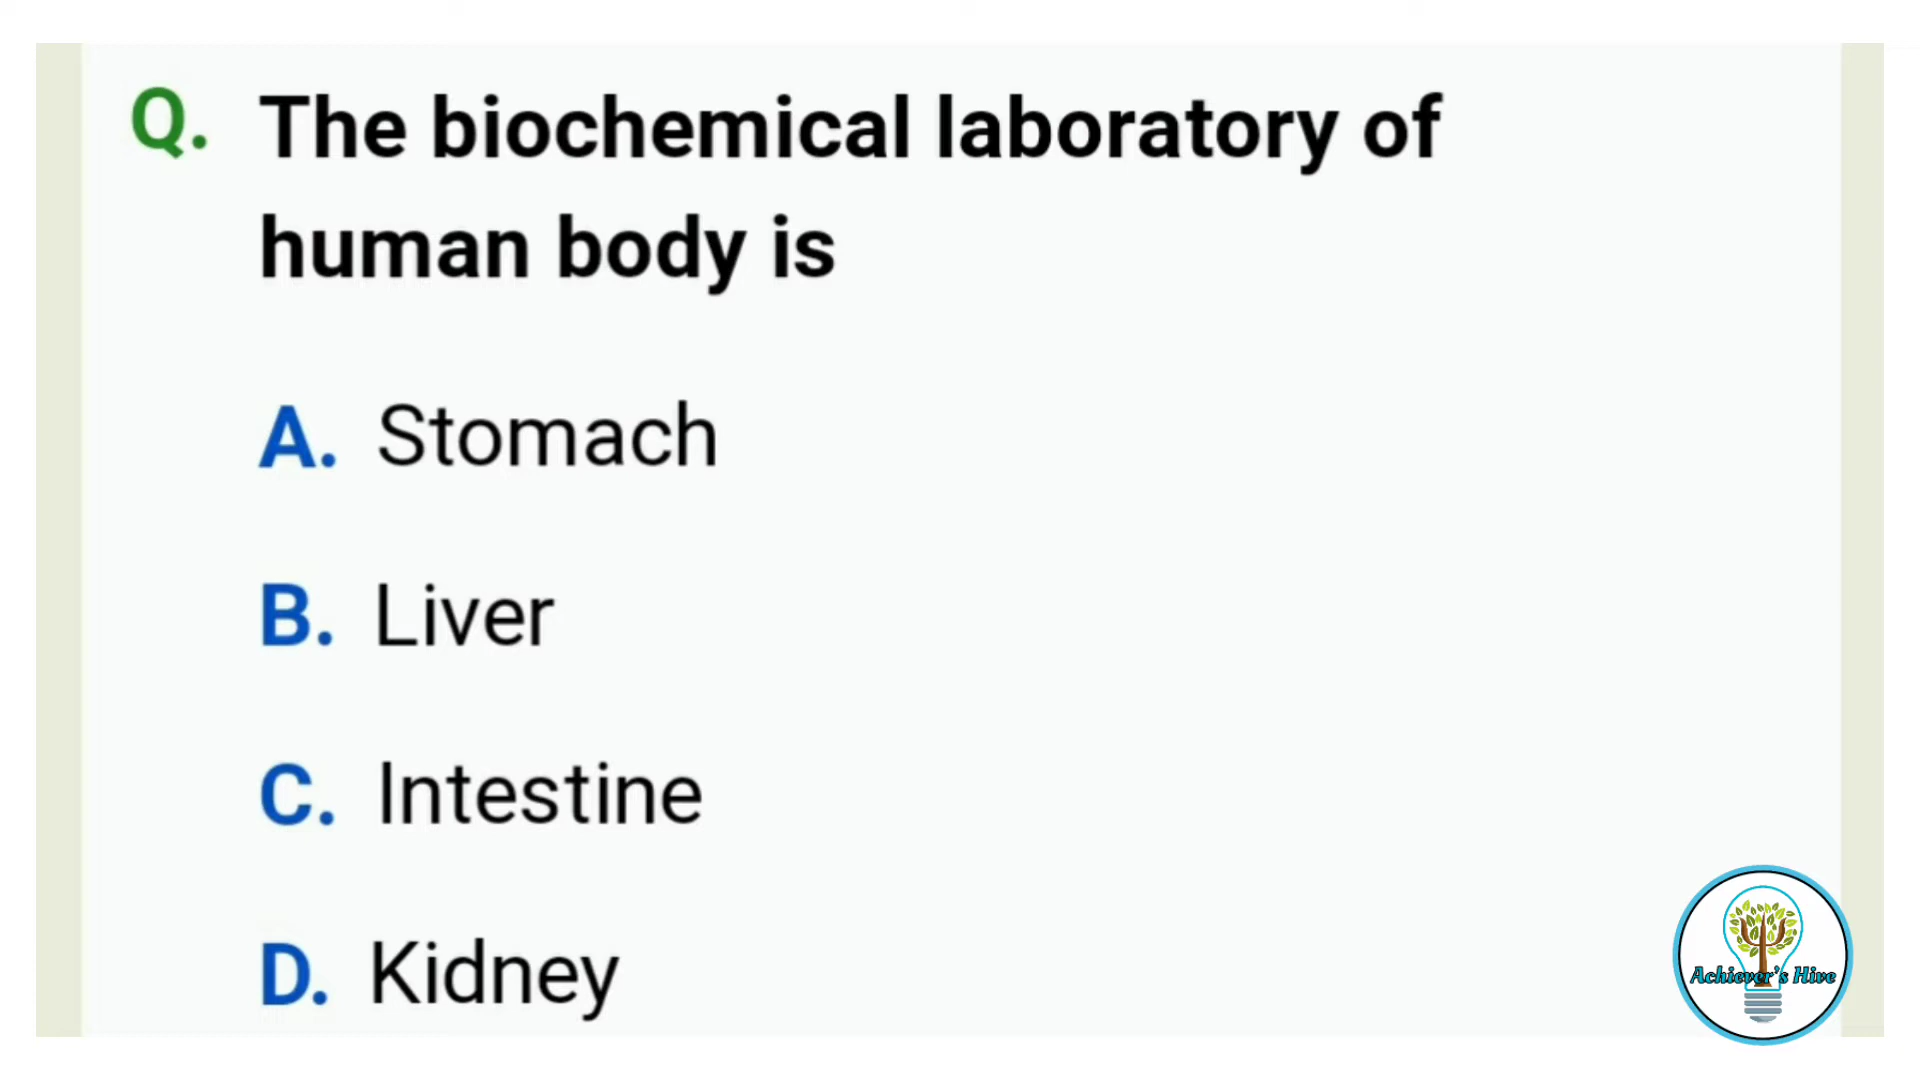 Q. The biochemical laboratory of
human body is
A. Stomach
B. Liver
C. Intestine
D. Kidney
Achiever's Hive